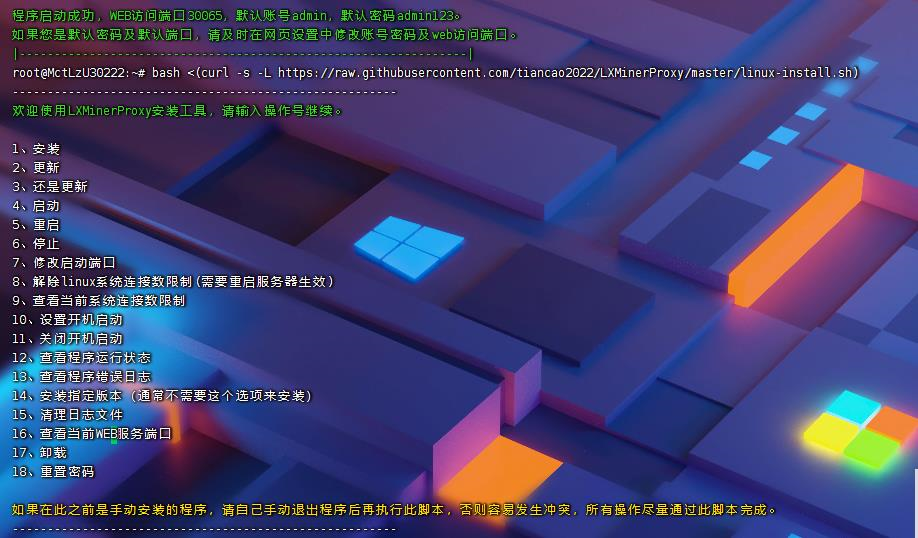 程序启动成功, WEB访问端口30065, 默认账号admin, 默认密码admin123。
如果您是默认密码及默认端口, 请及时在网页设置中修改账号密码及web访问端口。
|----------------------------------------------------------------|
root@MctLzU30222:~# bash <(curl -s -L https://raw.githubusercontent.com/tiancao2022/LXMinerProxy/master/linux-install.sh)
-------------------------------------------------------
欢迎使用LXMinerProxy安装工具, 请输入操作号继续。
1、安装
2、更新
3、还是更新
4、启动
5、重启
6、停止
7、修改启动端口
8、解除linux系统连接数限制(需要重启服务器生效)
9、查看当前系统连接数限制
10、设置开机启动
11、关闭开机启动
12、查看程序运行状态
13、查看程序错误日志
14、安装指定版本 (通常不需要这个选项来安装)
15、清理日志文件
16、查看当前WEB服务端口
17、卸载
18、重置密码
如果在此之前是手动安装的程序, 请自己手动退出程序后再执行此脚本, 否则容易发生冲突, 所有操作尽量通过此脚本完成。
-------------------------------------------------------